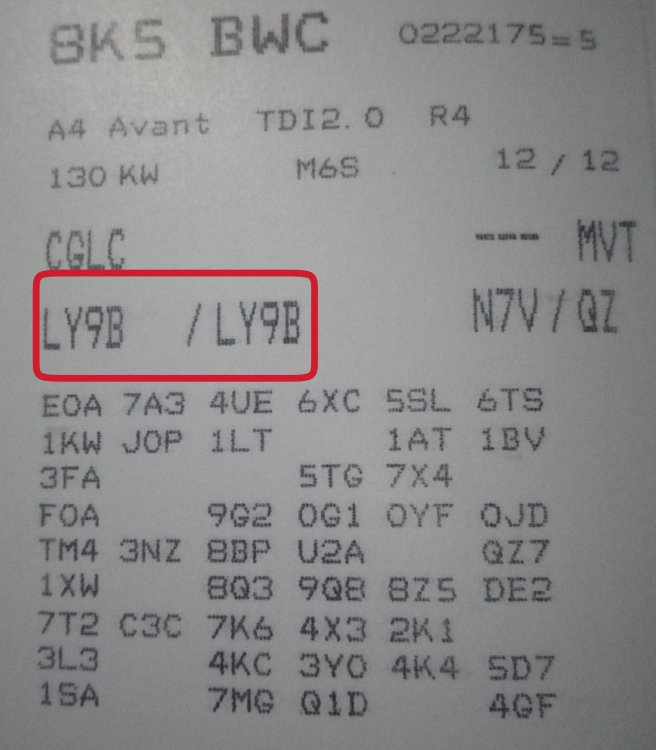 8K5 BWC 0222175=5
A4 Avant TDI2.0 R4
130 KW M6S 12 / 12
CGLC --- MVT
LY9B / LY9B N7V / QZ
E0A 7A3 4UE 6XC 5SL 6TS
1KW J0P 1LT 1AT 1BV
3FA 5TG 7X4
F0A 9G2 0G1 0YF 0JD
TM4 3NZ 8BP U2A QZ7
1XW 8Q3 9Q8 8Z5 DE2
7T2 C3C 7K6 4X3 2K1
3L3 4KC 3Y0 4K4 5D7
1SA 7MG Q1D 4GF